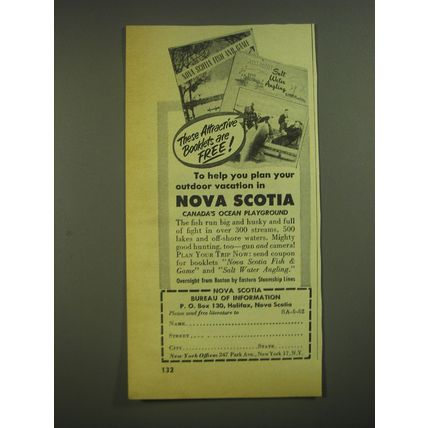 NOVA SCOTIA FISH AND GAME
Salt
Water
Angling
These Attractive
Booklets are
FREE!
To help you plan your
outdoor vacation in
NOVA SCOTIA
CANADA'S OCEAN PLAYGROUND
The fish run big and husky and full
of fight in over 300 streams, 500
lakes and off-shore waters. Mighty
good hunting, too—gun and camera!
PLAN YOUR TRIP NOW: send coupon
for booklets "Nova Scotia Fish &
Game" and "Salt Water Angling."
Overnight from Boston by Eastern Steamship Lines
NOVA SCOTIA
BUREAU OF INFORMATION
P. O. Box 130, Halifax, Nova Scotia
Please send free literature to
NAME
STREET
CITY STATE
New York Office: 247 Park Ave., New York 17, N.Y.
132